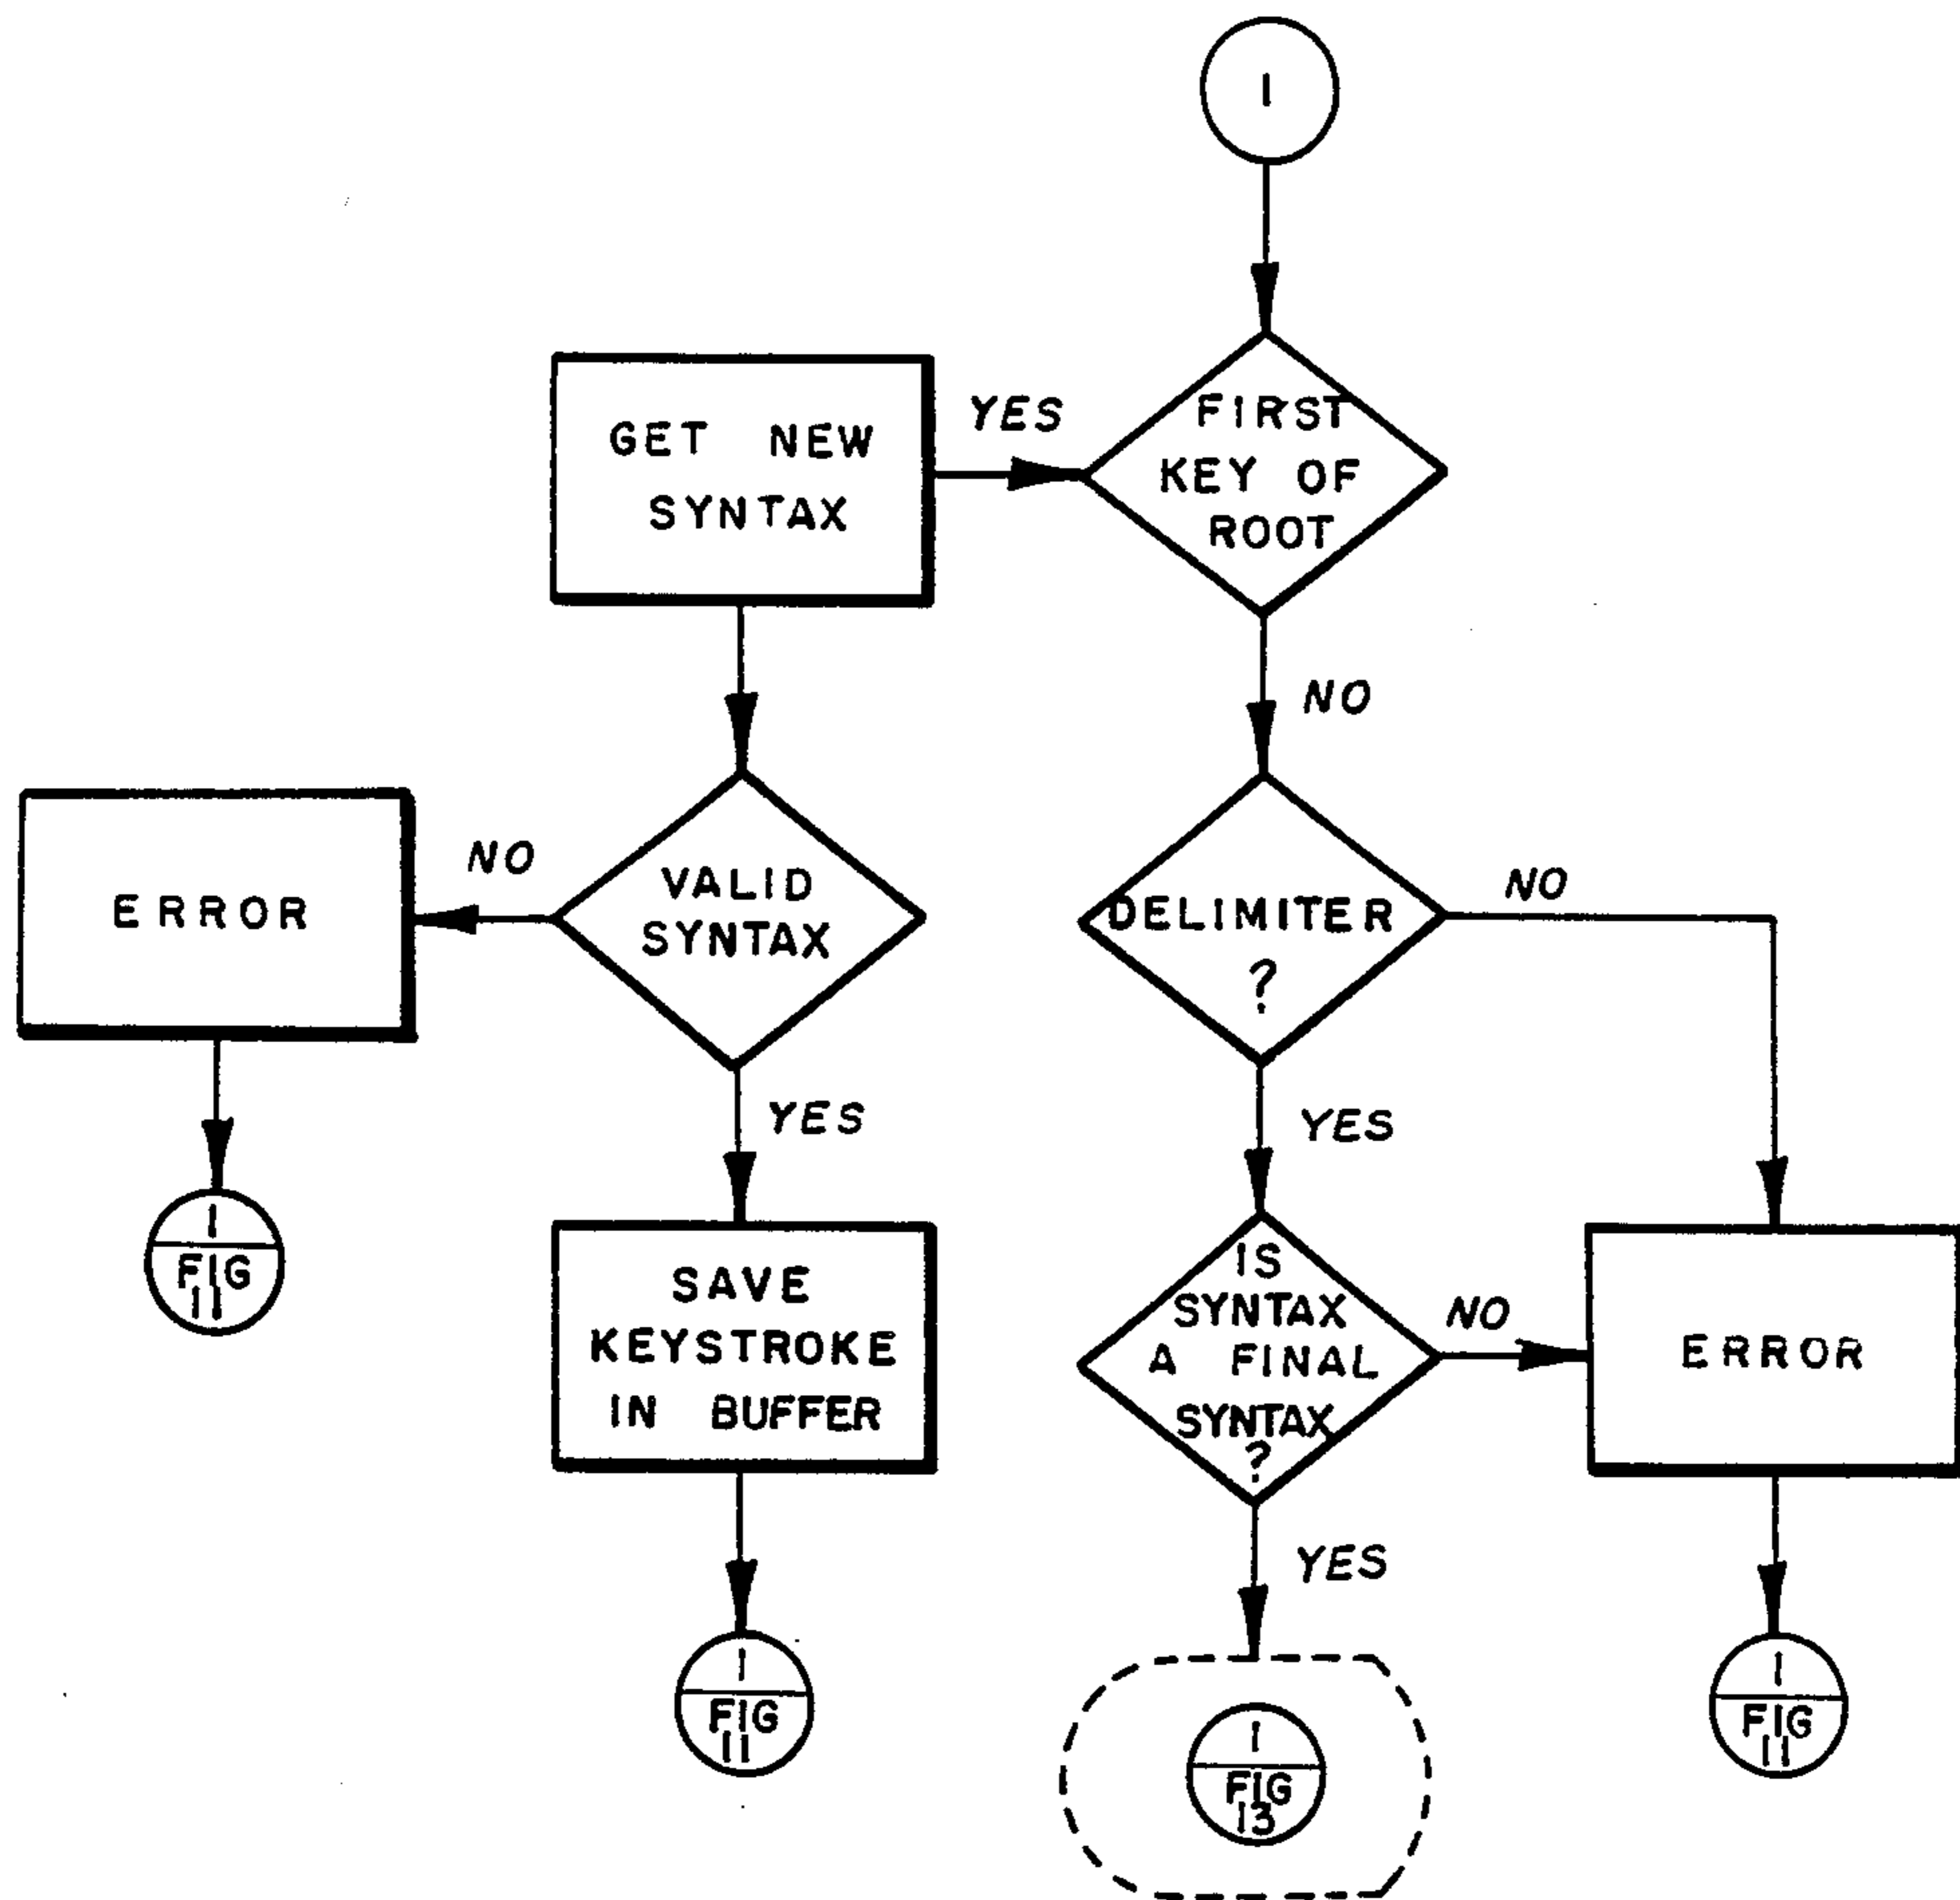 1
FIRST
KEY OF
ROOT
YES
GET NEW
SYNTAX
NO
VALID
SYNTAX
NO
ERROR
1
FIG
11
YES
SAVE
KEYSTROKE
IN BUFFER
1
FIG
11
DELIMITER
?
NO
YES
IS
SYNTAX
A FINAL
SYNTAX
?
NO
ERROR
1
FIG
11
YES
1
FIG
13